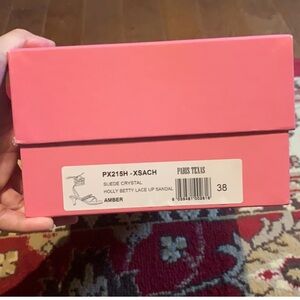 PX215H - XSACH
PARIS TEXAS
SUEDE CRYSTAL
HOLLY BETTY LACE UP SANDAL
38
AMBER